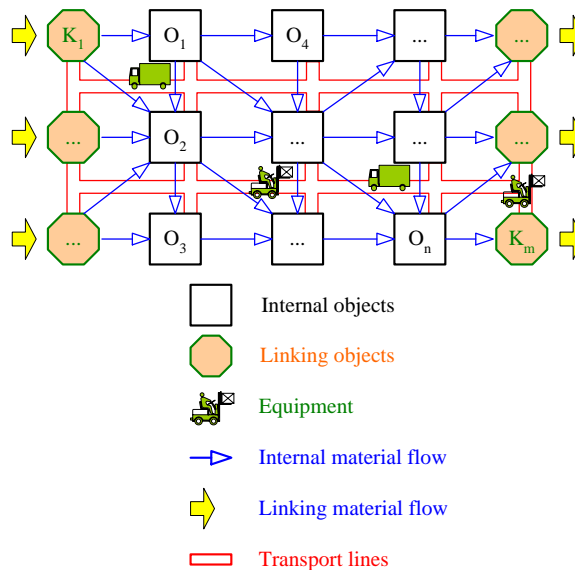 K1 O1 O4 ... ...
... O2 ... ... ...
... O3 ... On Km
Internal objects
Linking objects
Equipment
Internal material flow
Linking material flow
Transport lines